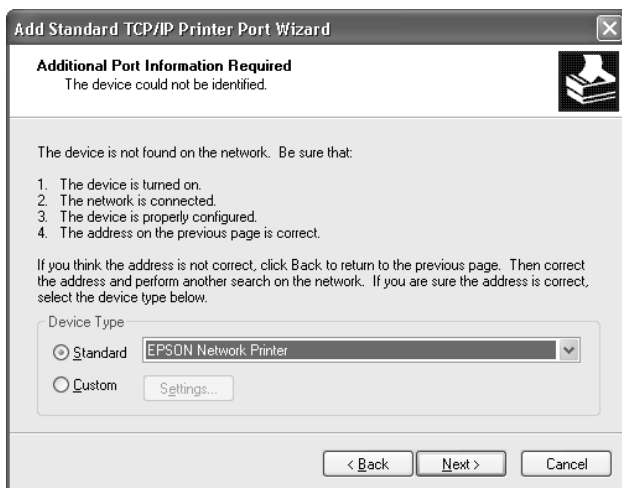 Add Standard TCP/IP Printer Port Wizard
Additional Port Information Required
The device could not be identified.
The device is not found on the network.  Be sure that:
1.  The device is turned on.
2.  The network is connected.
3.  The device is properly configured.
4.  The address on the previous page is correct.
If you think the address is not correct, click Back to return to the previous page.  Then correct
the address and perform another search on the network.  If you are sure the address is correct,
select the device type below.
Device Type
Standard
EPSON Network Printer
Custom
Settings...
< Back
Next >
Cancel